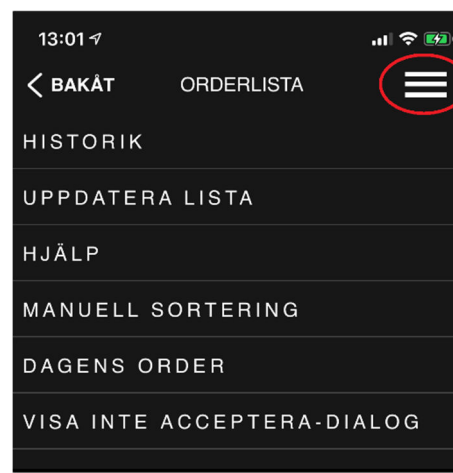 13:01
BAKÅT ORDERLISTA
HISTORIK
UPPDATERA LISTA
HJÄLP
MANUELL SORTERING
DAGENS ORDER
VISA INTE ACCEPTERA-DIALOG